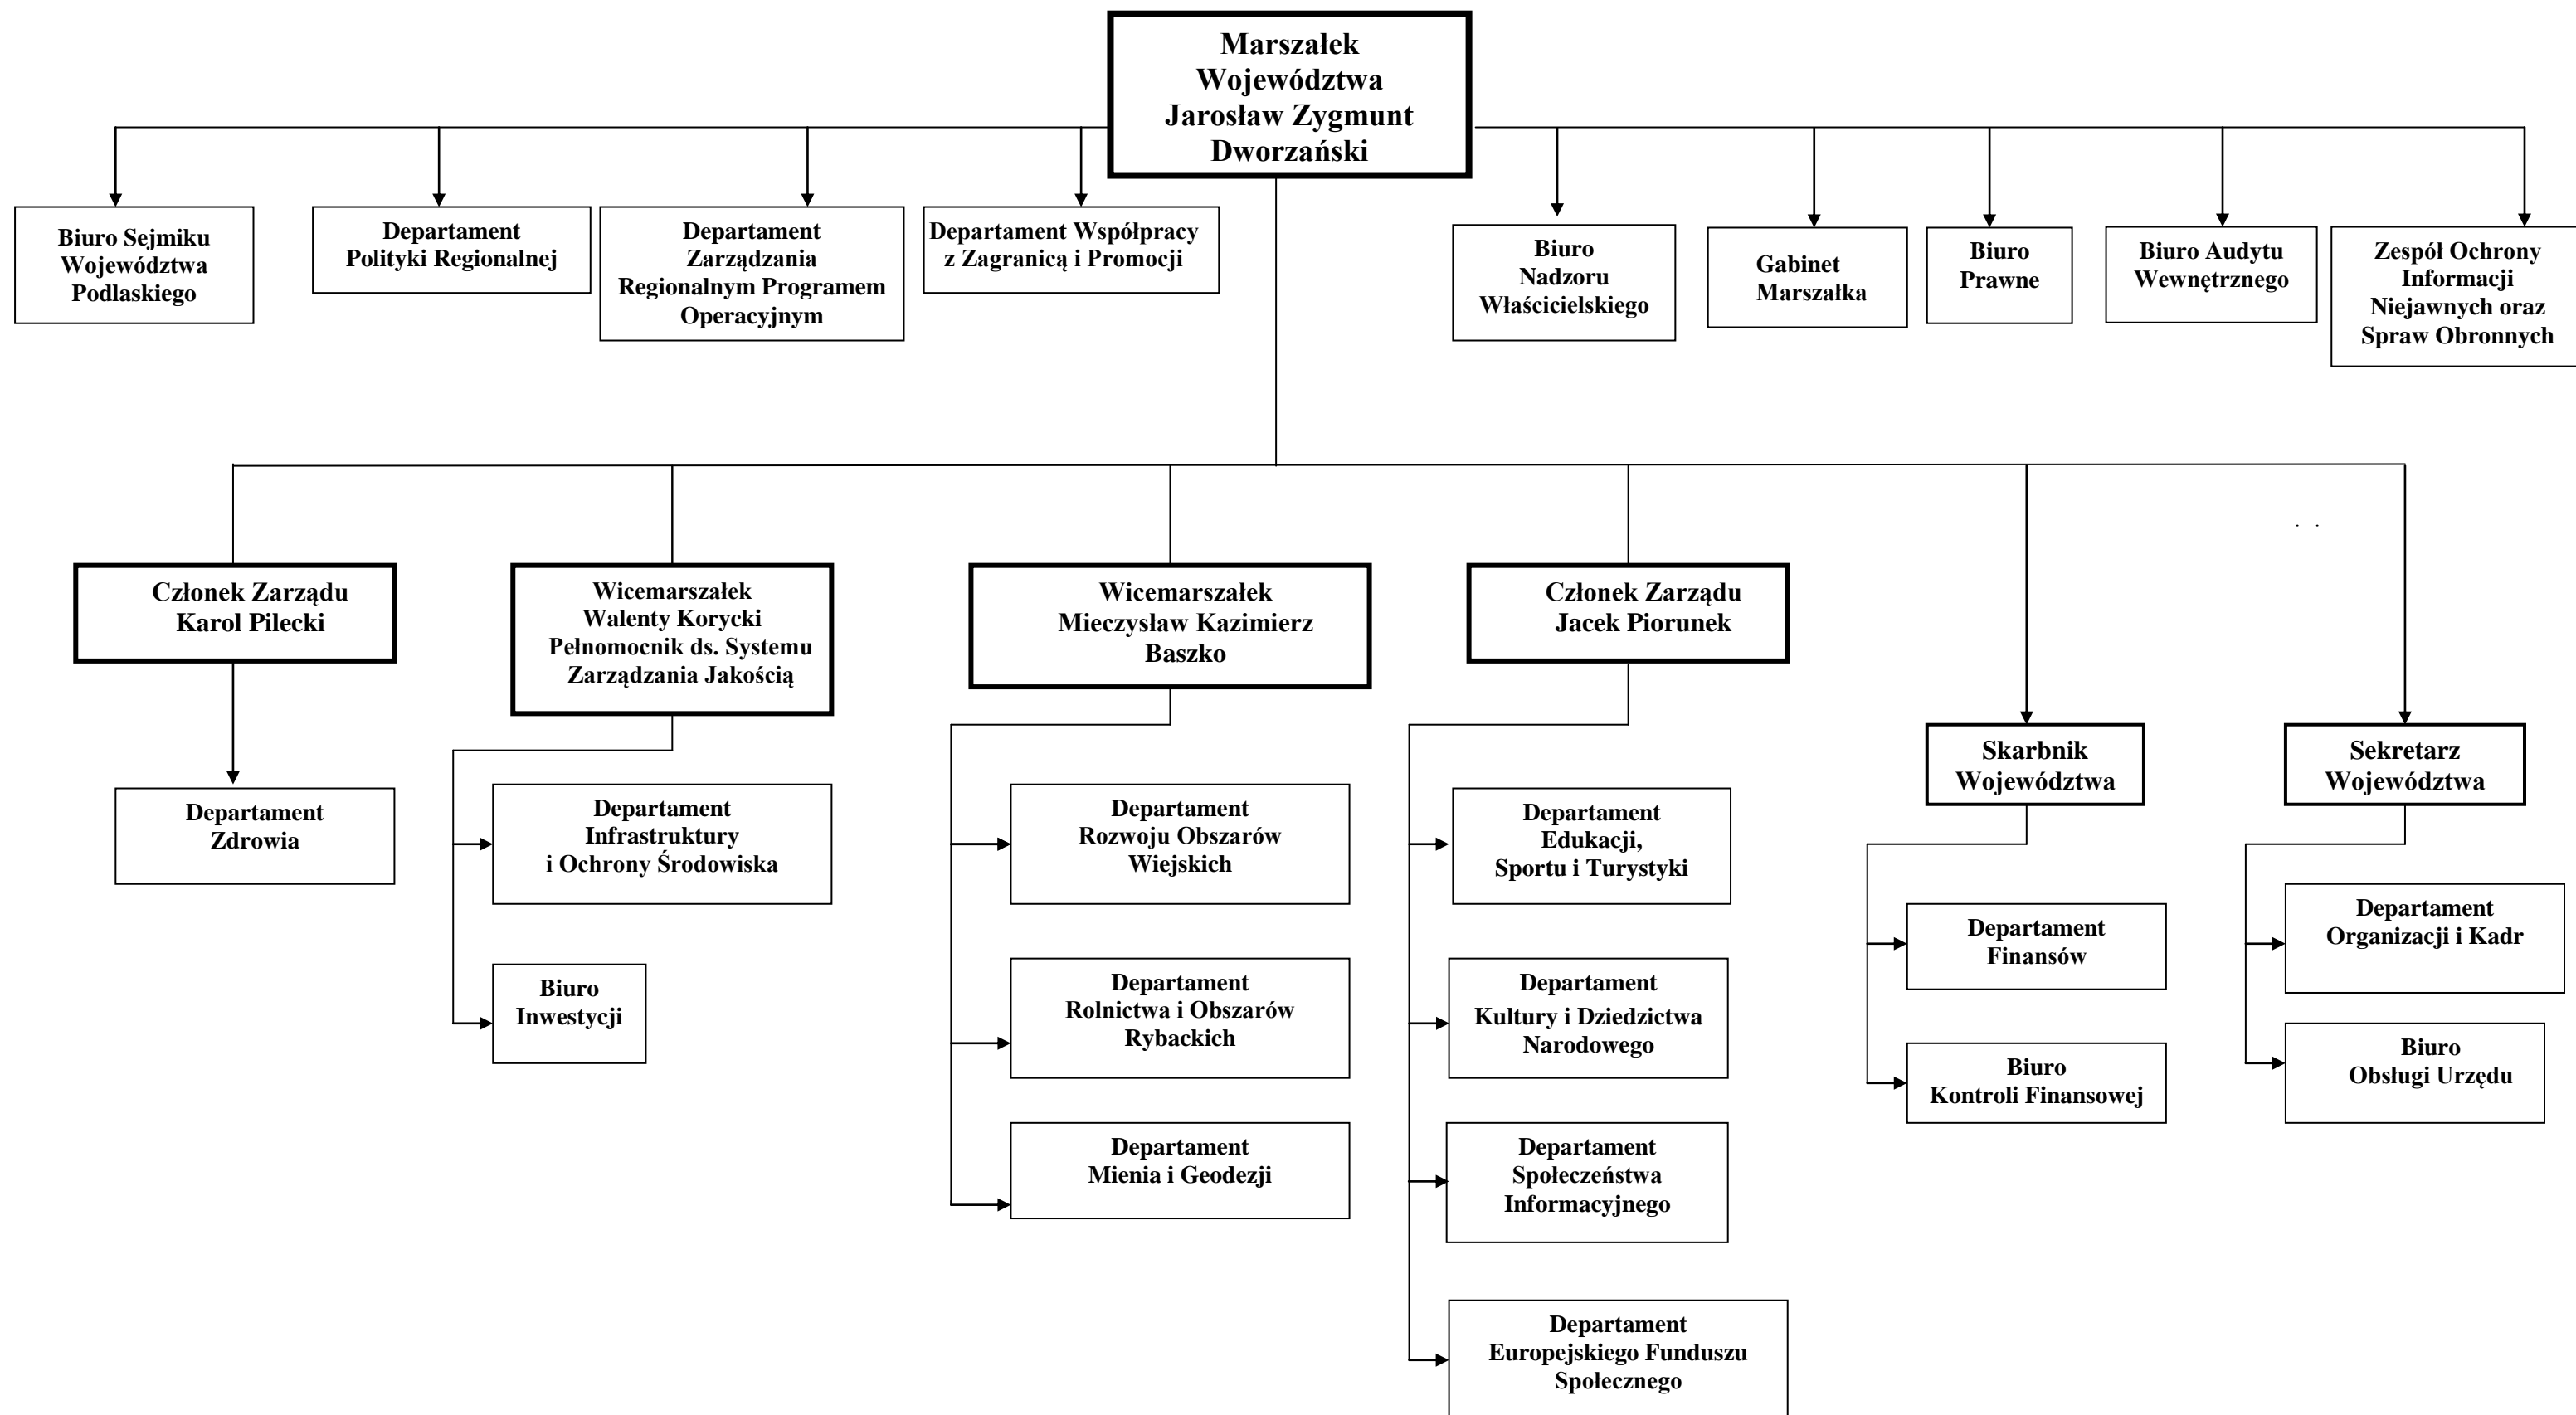 Marszałek
Województwa
Jarosław Zygmunt
Dworzański
Biuro Sejmiku
Województwa
Podlaskiego
Departament
Polityki Regionalnej
Departament
Zarządzania
Regionalnym Programem
Operacyjnym
Departament Współpracy
z Zagranicą i Promocji
Biuro
Nadzoru
Właścicielskiego
Gabinet
Marszałka
Biuro
Prawne
Biuro Audytu
Wewnętrznego
Zespół Ochrony
Informacji
Niejawnych oraz
Spraw Obronnych
Członek Zarządu
Karol Pilecki
Wicemarszałek
Walenty Korycki
Pełnomocnik ds. Systemu
Zarządzania Jakością
Wicemarszałek
Mieczysław Kazimierz
Baszko
Członek Zarządu
Jacek Piorunek
Skarbnik
Województwa
Sekretarz
Województwa
Departament
Zdrowia
Departament
Infrastruktury
i Ochrony Środowiska
Biuro
Inwestycji
Departament
Rozwoju Obszarów
Wiejskich
Departament
Rolnictwa i Obszarów
Rybackich
Departament
Mienia i Geodezji
Departament
Edukacji,
Sportu i Turystyki
Departament
Kultury i Dziedzictwa
Narodowego
Departament
Społeczeństwa
Informacyjnego
Departament
Europejskiego Funduszu
Społecznego
Departament
Finansów
Biuro
Kontroli Finansowej
Departament
Organizacji i Kadr
Biuro
Obsługi Urzędu